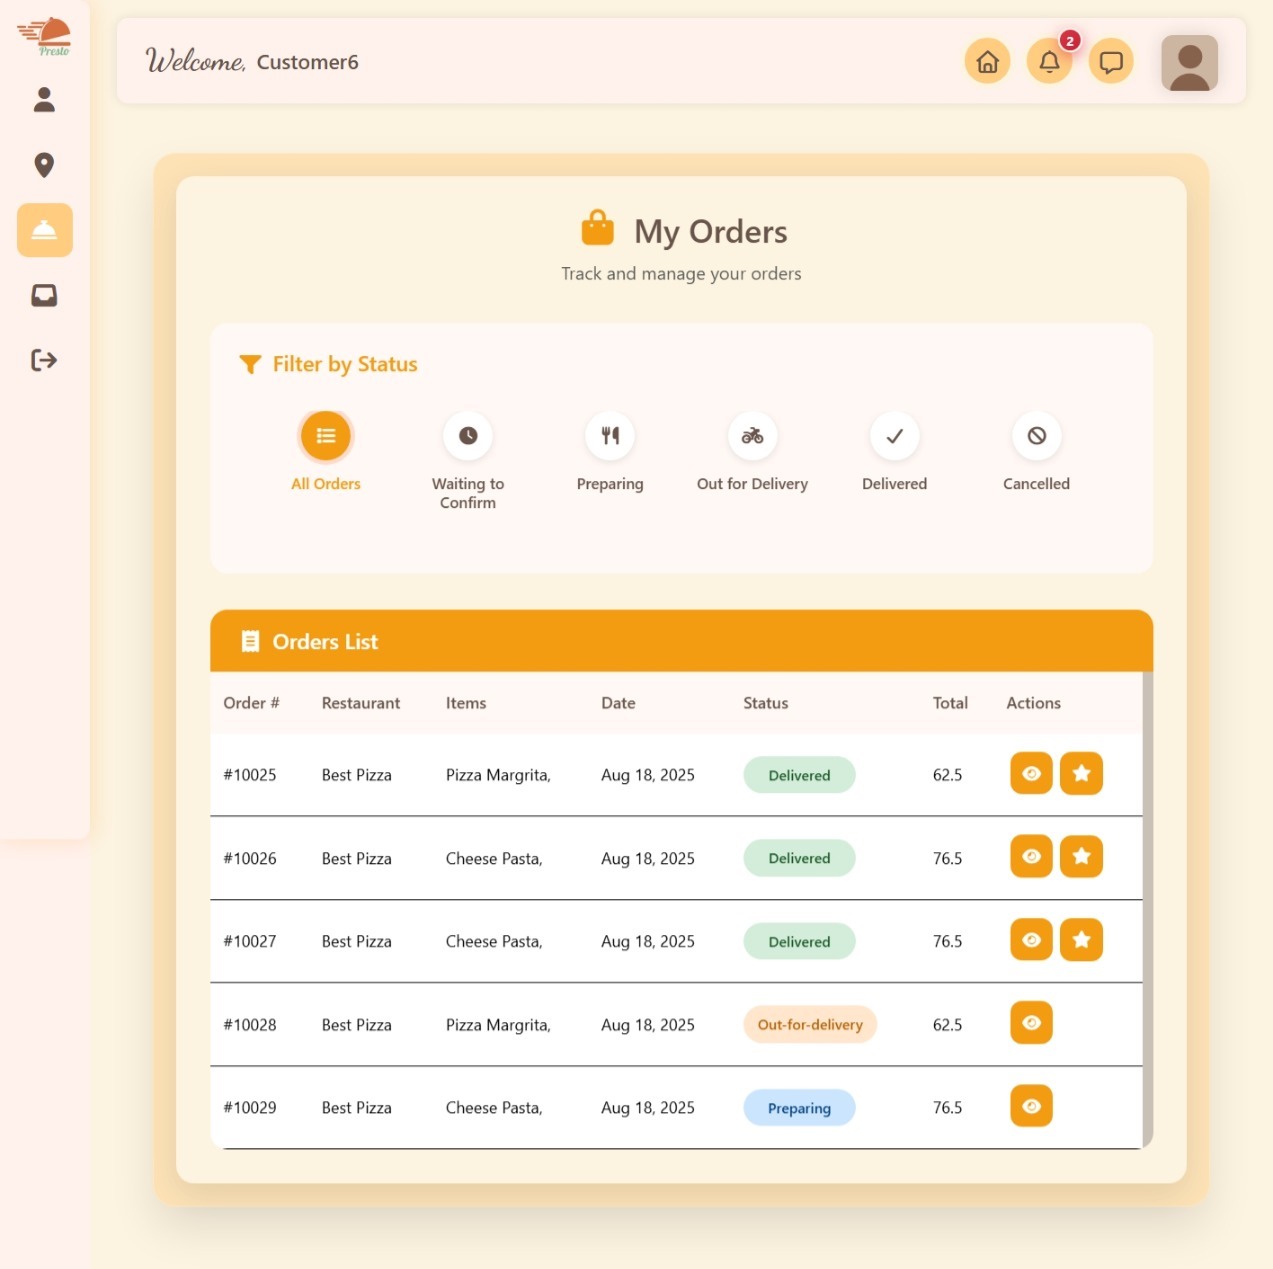 Presto
Welcome, Customer6
2
My Orders
Track and manage your orders
Filter by Status
All Orders
Waiting to
Confirm
Preparing
Out for Delivery
Delivered
Cancelled
Orders List
Order # Restaurant Items Date Status Total Actions
#10025 Best Pizza Pizza Margrita, Aug 18, 2025 Delivered 62.5
#10026 Best Pizza Cheese Pasta, Aug 18, 2025 Delivered 76.5
#10027 Best Pizza Cheese Pasta, Aug 18, 2025 Delivered 76.5
#10028 Best Pizza Pizza Margrita, Aug 18, 2025 Out-for-delivery 62.5
#10029 Best Pizza Cheese Pasta, Aug 18, 2025 Preparing 76.5